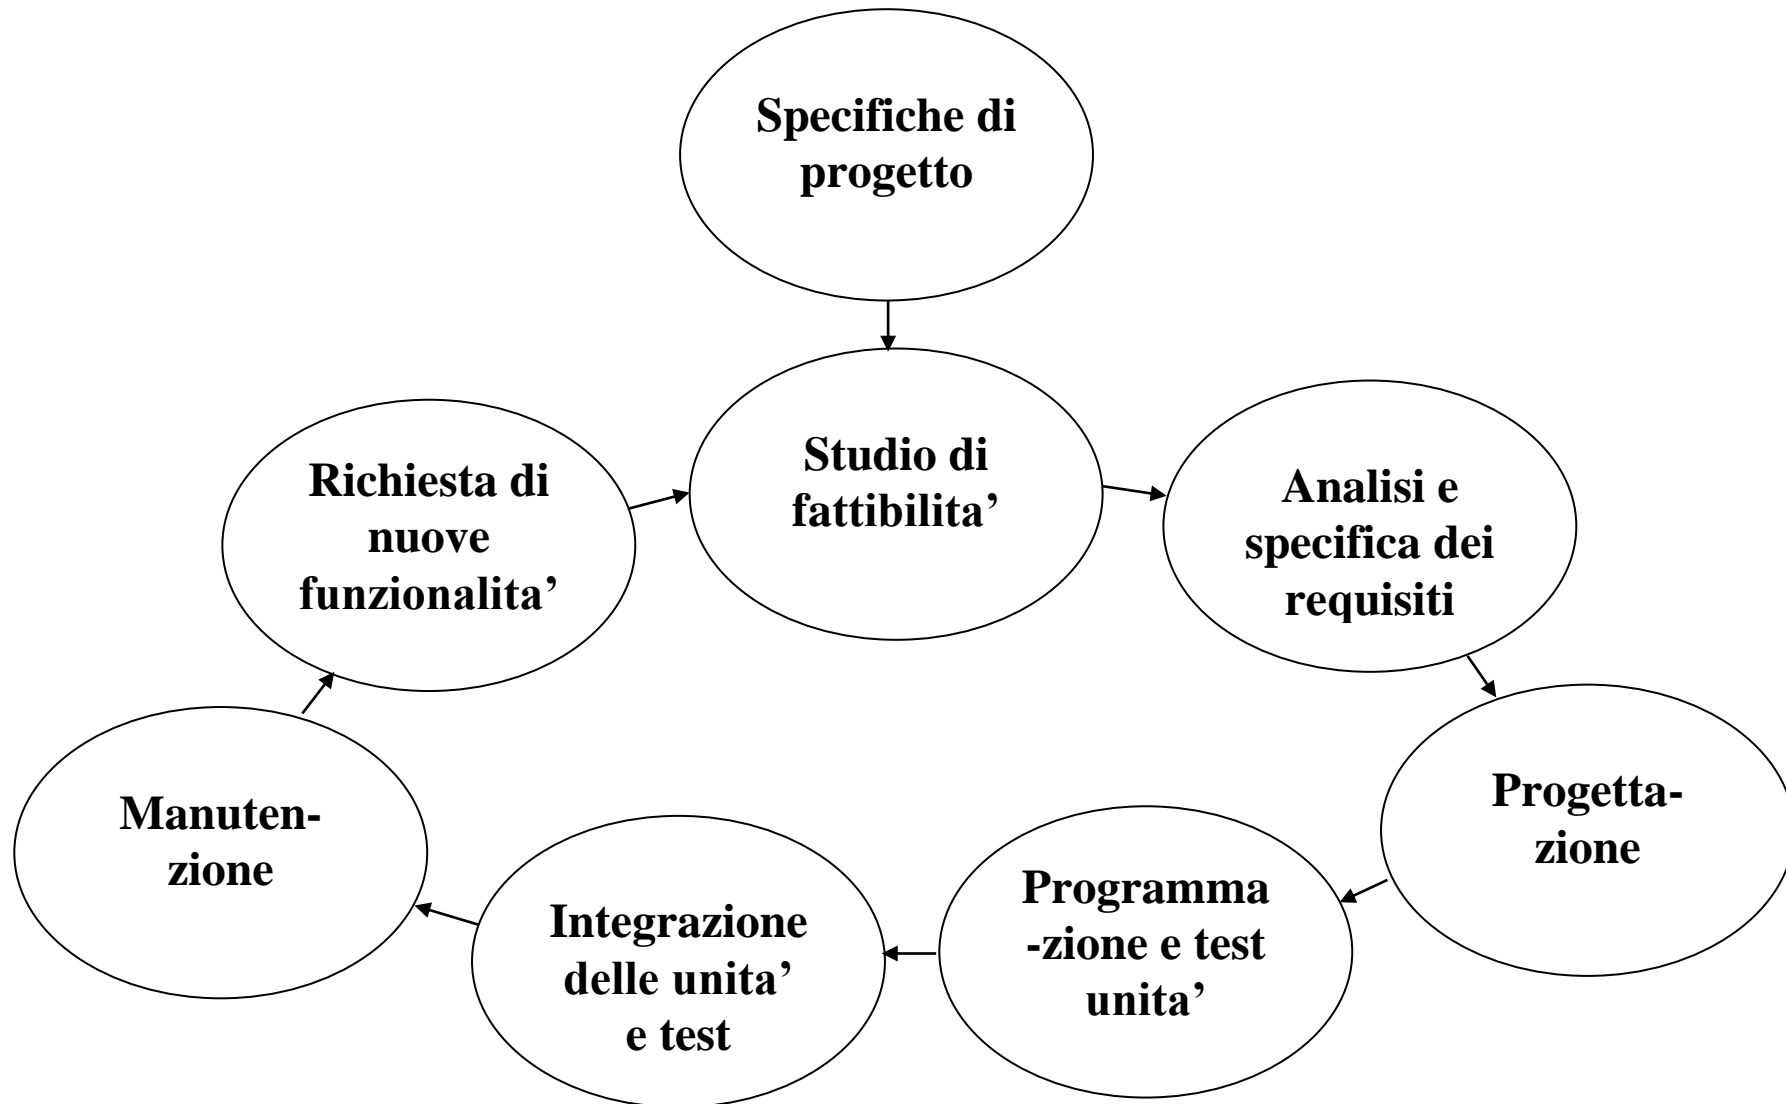 Specifiche di
progetto
Studio di
fattibilita’
Analisi e
specifica dei
requisiti
Progetta-
zione
Programma
-zione e test
unita’
Integrazione
delle unita’
e test
Manuten-
zione
Richiesta di
nuove
funzionalita’